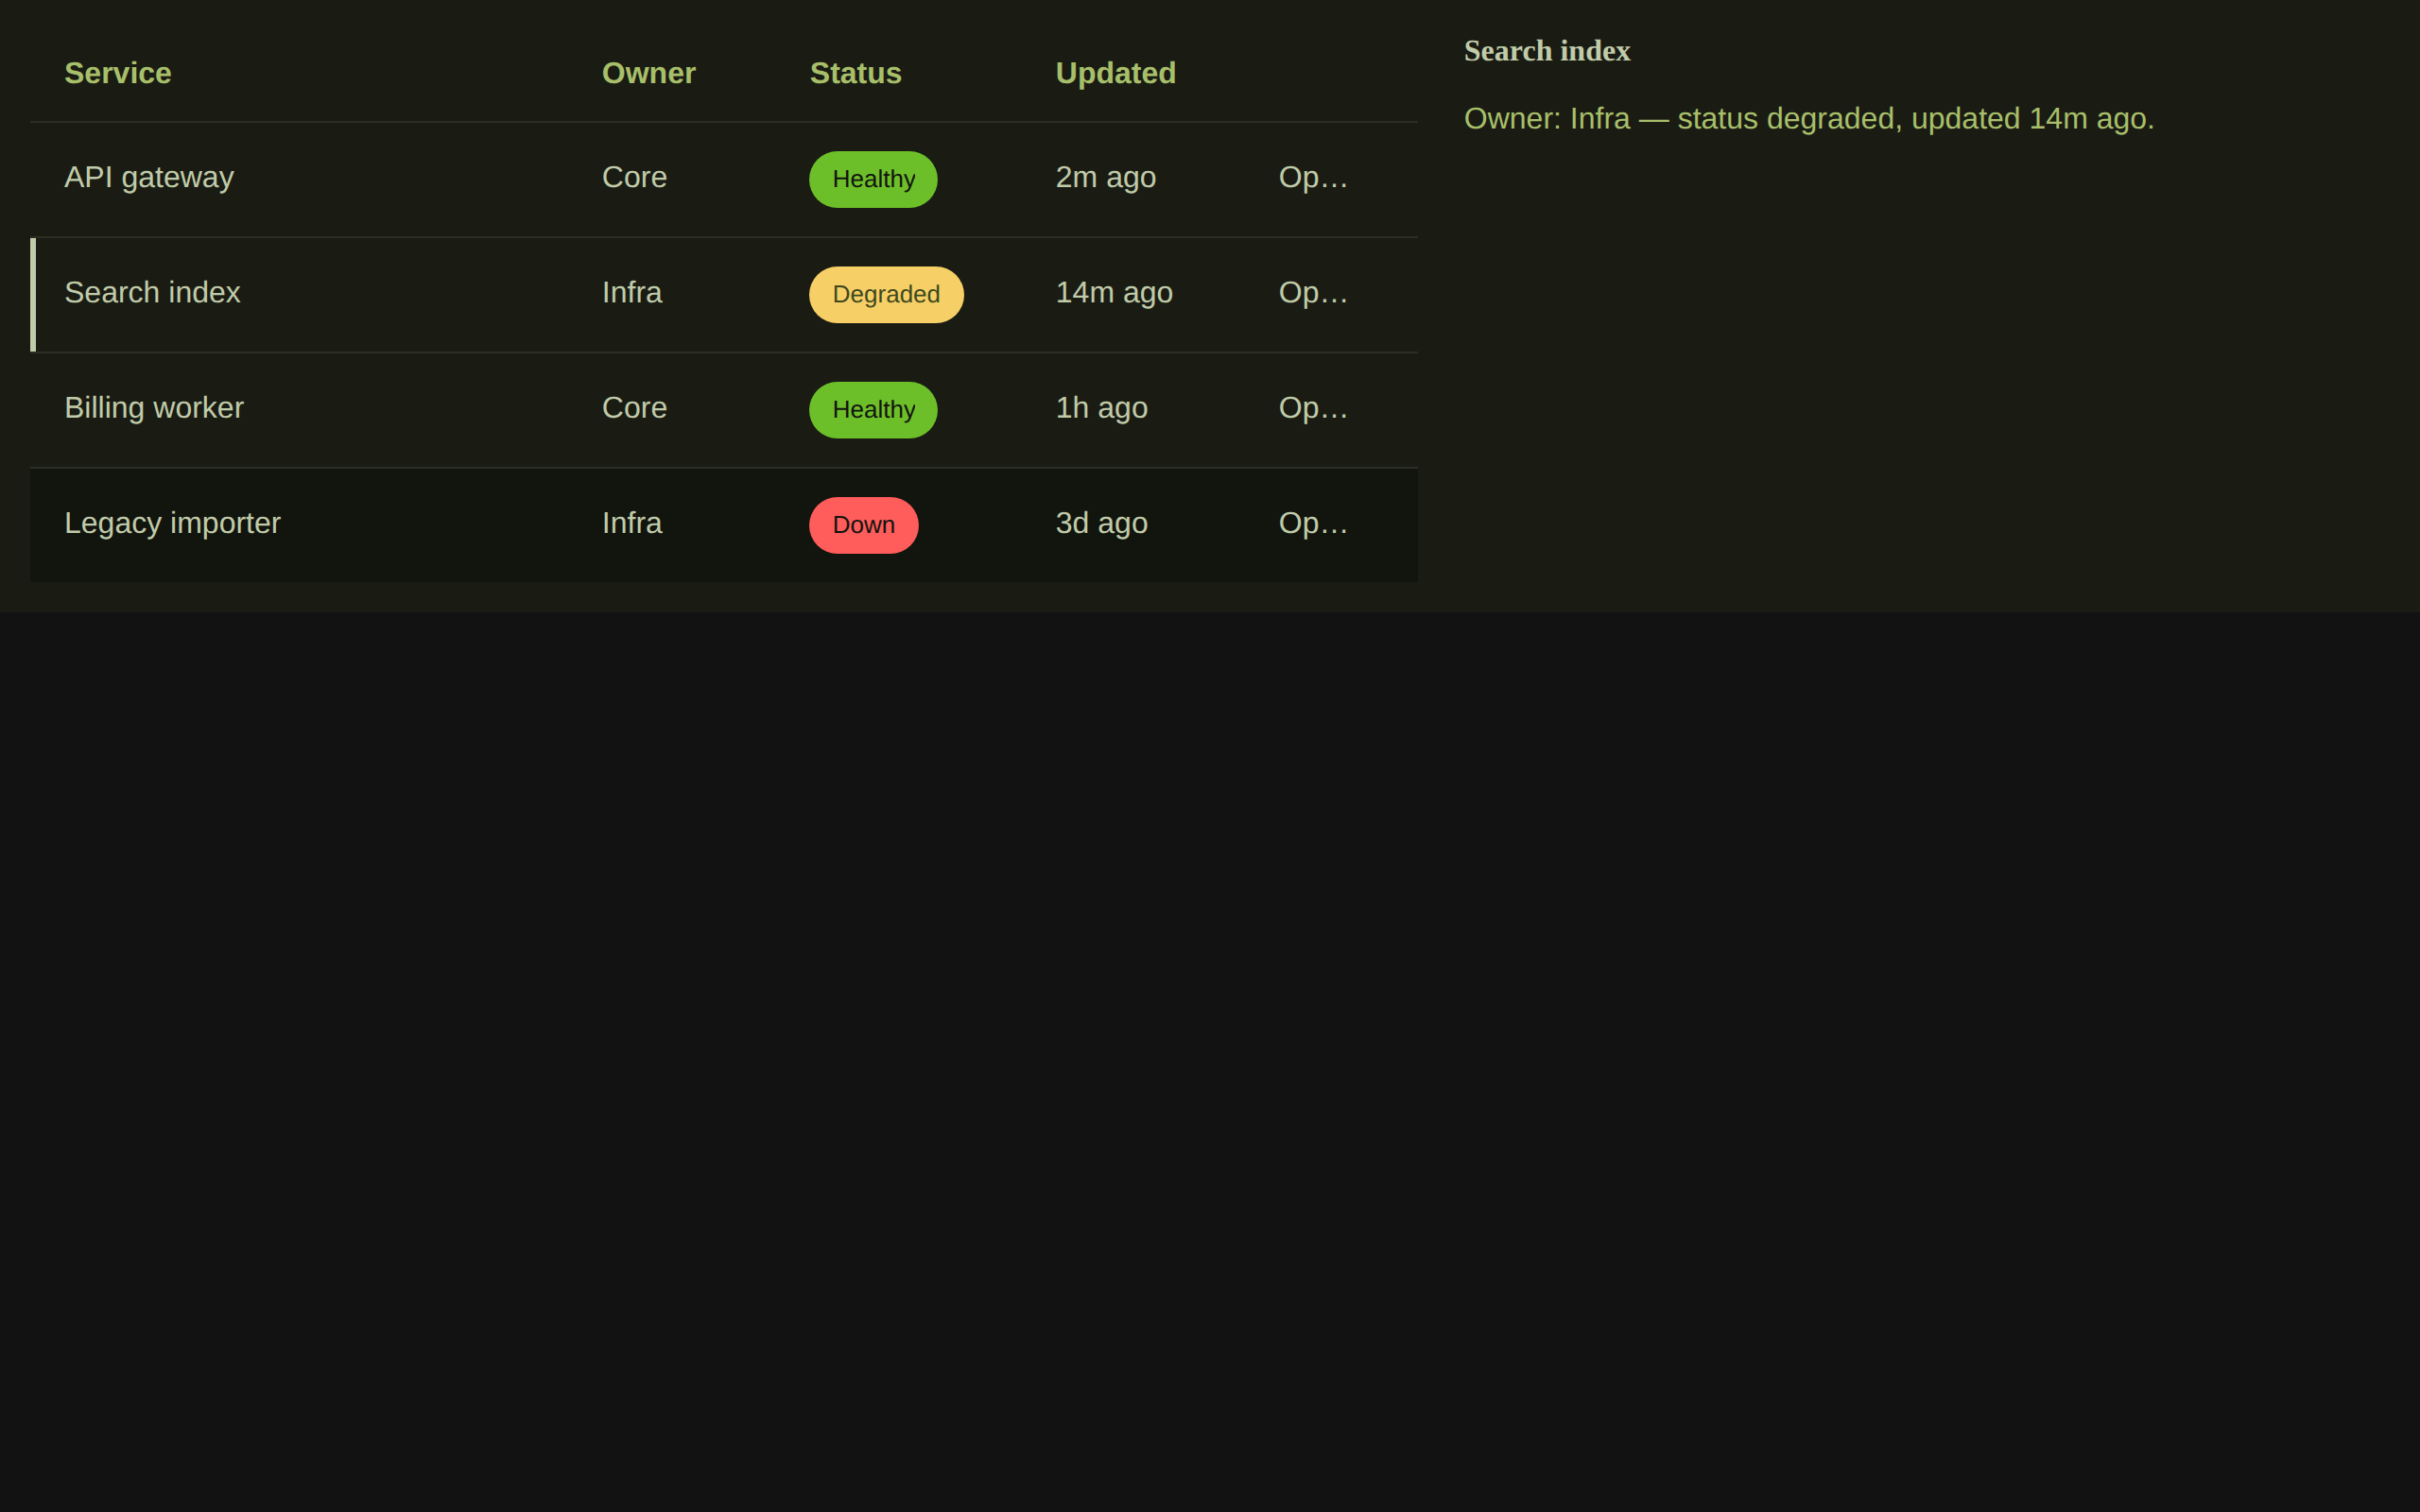 Service Owner Status Updated
API gateway Core Healthy 2m ago Op…
Search index Infra Degraded 14m ago Op…
Billing worker Core Healthy 1h ago Op…
Legacy importer Infra Down 3d ago Op…
Search index
Owner: Infra — status degraded, updated 14m ago.